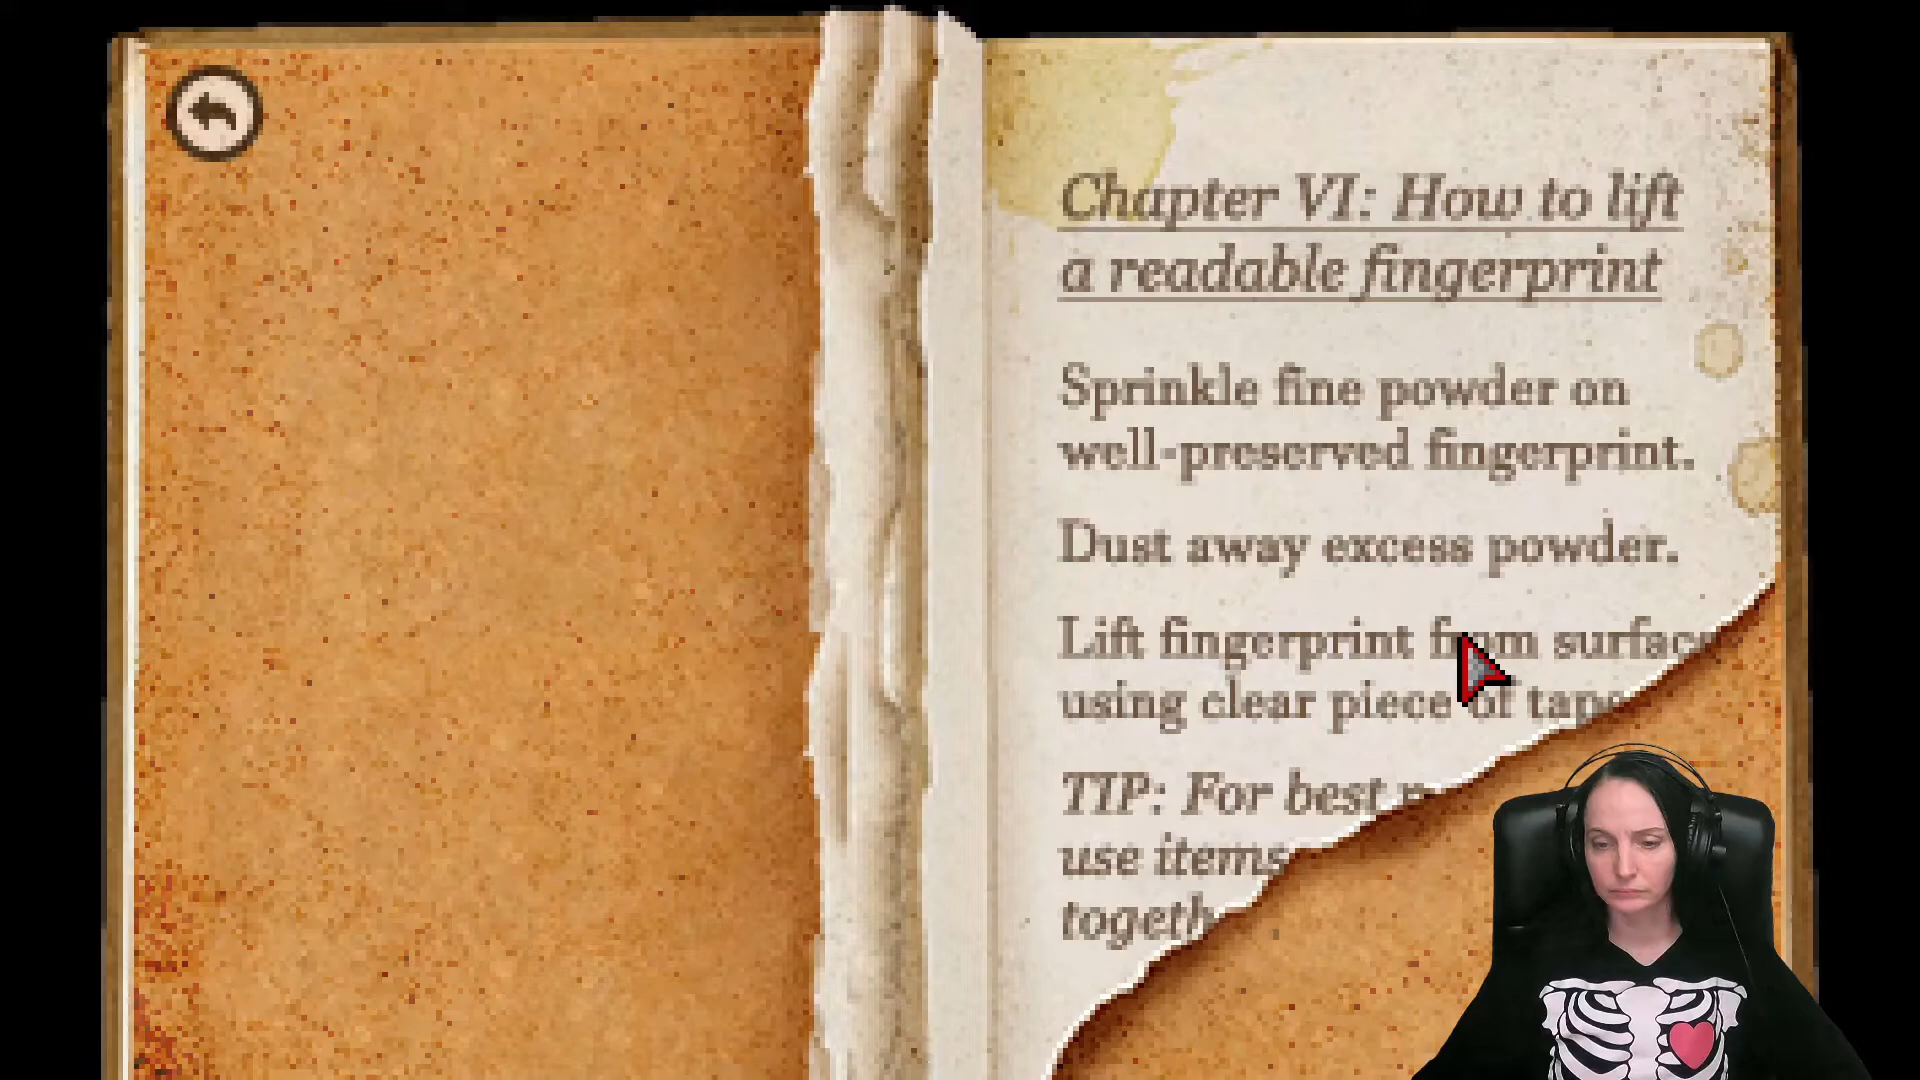 Chapter VI: How to lift
a readable fingerprint
Sprinkle fine powder on
well-preserved fingerprint.
Dust away excess powder.
Lift fingerprint from surfac
using clear piece of tape
TIP: For best
use items
togeth